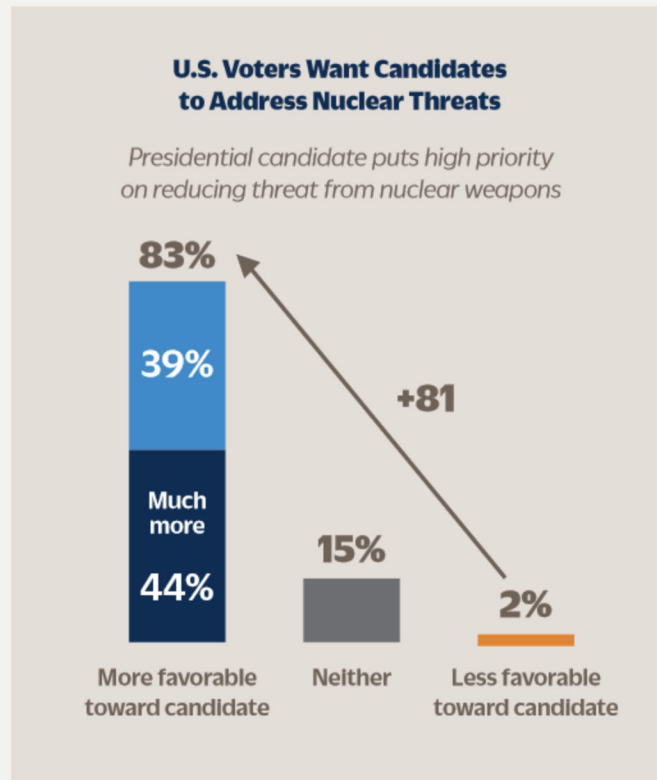 U.S. Voters Want Candidates
to Address Nuclear Threats
Presidential candidate puts high priority
on reducing threat from nuclear weapons
83%
39%
Much
more
44%
+81
15%
2%
More favorable
toward candidate
Neither
Less favorable
toward candidate